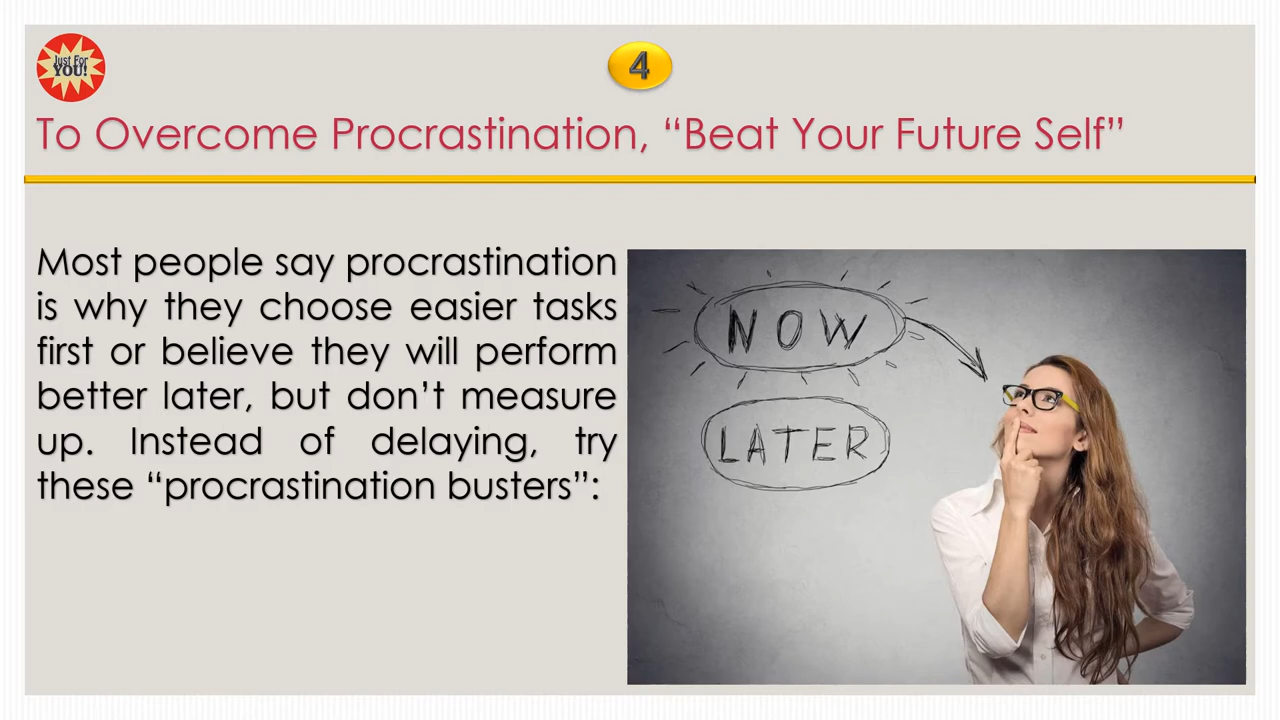 Just For
YOU!
4
To Overcome Procrastination, “Beat Your Future Self”
Most people say procrastination
is why they choose easier tasks
first or believe they will perform
better later, but don’t measure
up. Instead of delaying, try
these “procrastination busters”:
NOW
LATER